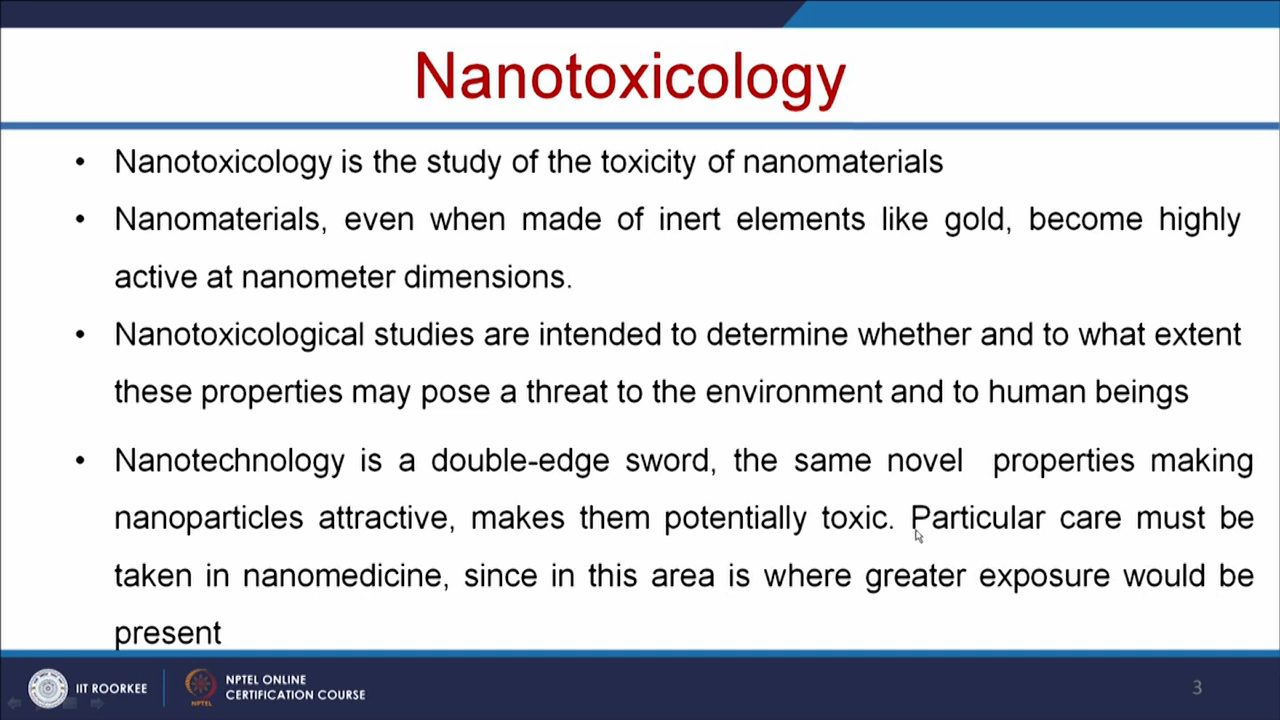 Nanotoxicology
• Nanotoxicology is the study of the toxicity of nanomaterials
• Nanomaterials, even when made of inert elements like gold, become highly
active at nanometer dimensions.
• Nanotoxicological studies are intended to determine whether and to what extent
these properties may pose a threat to the environment and to human beings
• Nanotechnology is a double-edge sword, the same novel properties making
nanoparticles attractive, makes them potentially toxic. Particular care must be
taken in nanomedicine, since in this area is where greater exposure would be
present
IIT ROORKEE
NPTEL
NPTEL ONLINE
CERTIFICATION COURSE
3